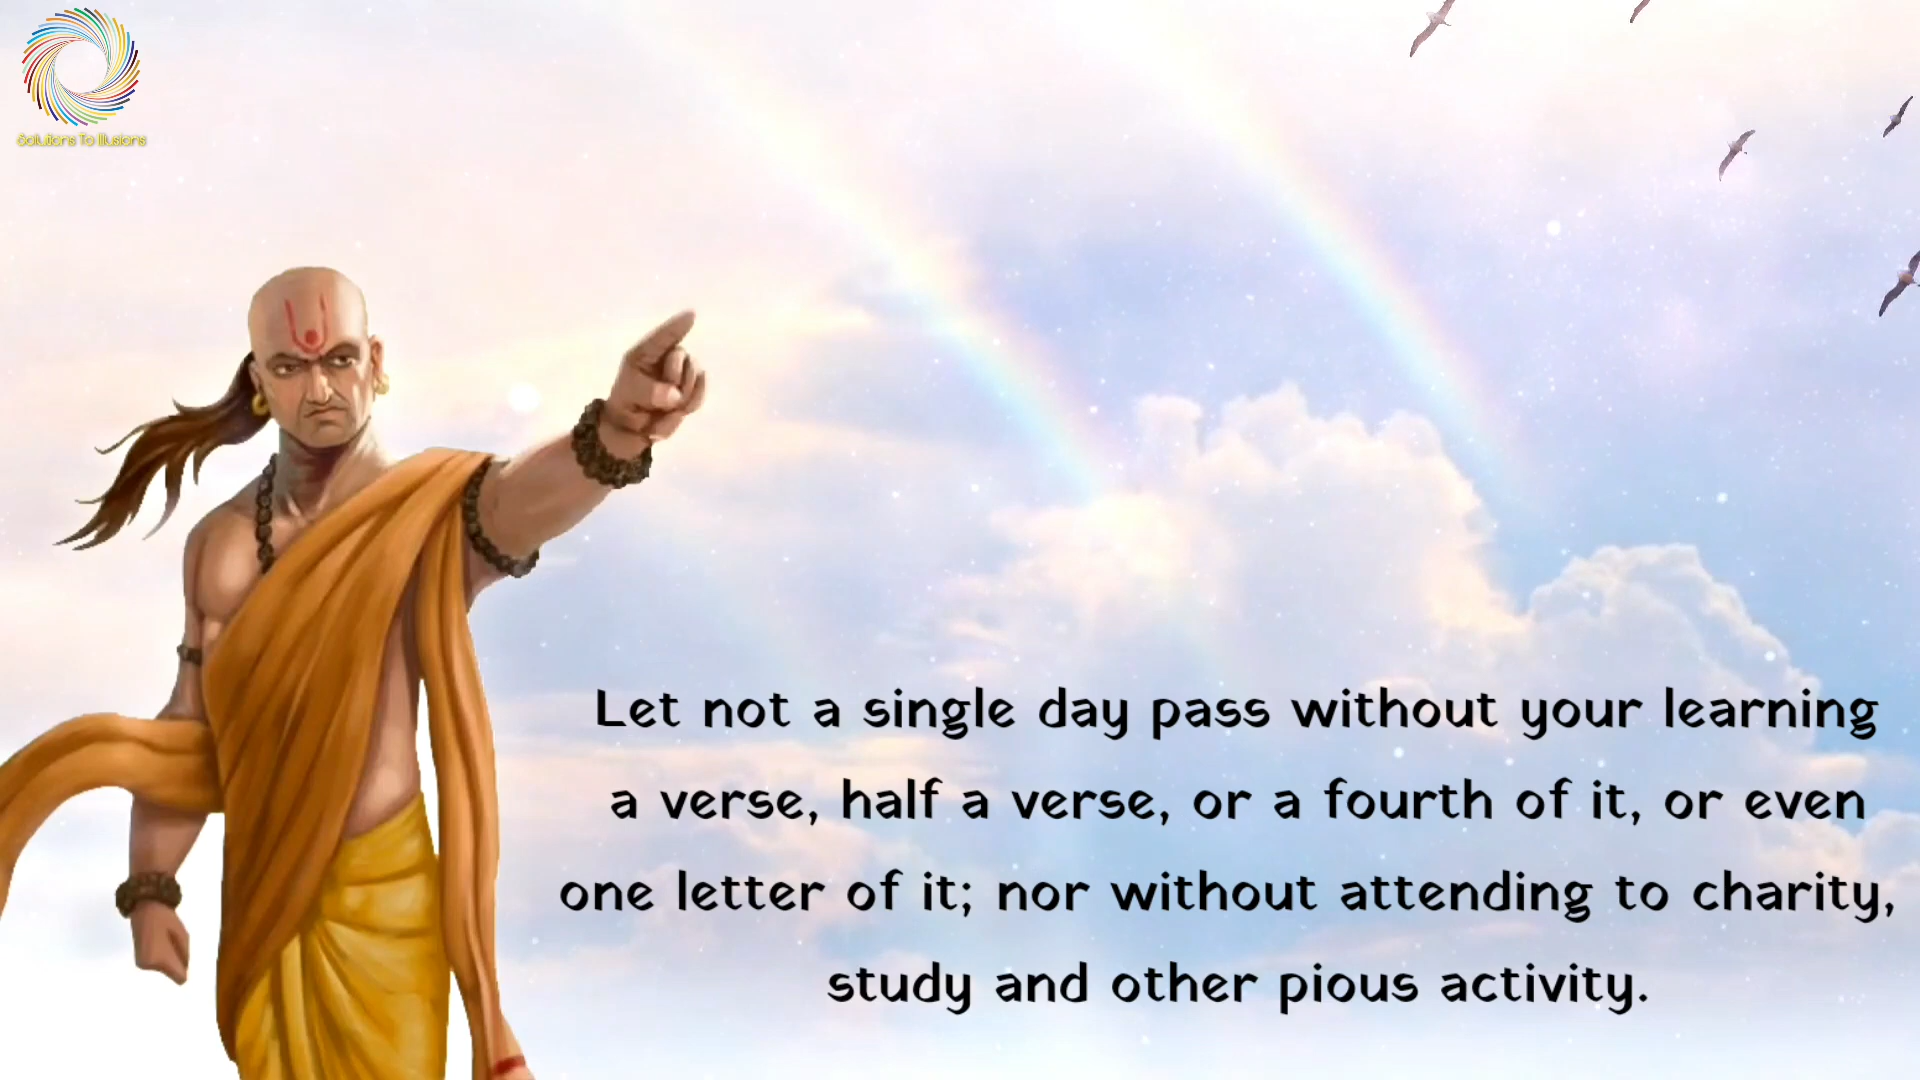 Solutions To Illusions
Let not a single day pass without your learning
a verse, half a verse, or a fourth of it, or even
one letter of it; nor without attending to charity,
study and other pious activity.